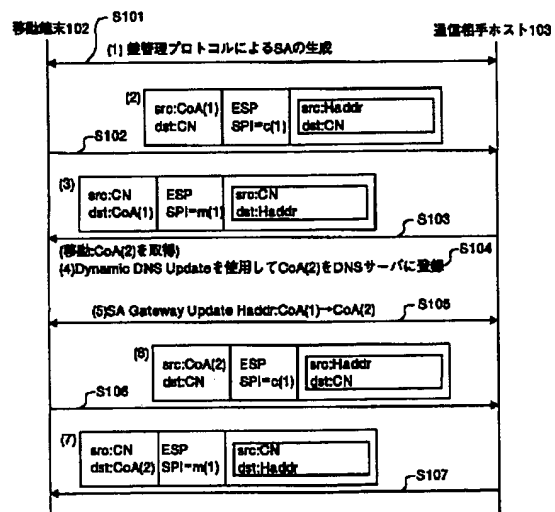 S101
移動端末102
通信相手ホスト103
(1) 鍵管理プロトコルによるSAの生成
(2)
src:CoA(1)
dst:CN
ESP
SPI=c(1)
src:Haddr
dst:CN
S102
(3)
src:CN
dst:CoA(1)
ESP
SPI=m(1)
src:CN
dst:Haddr
S103
(移動:CoA(2)を取得)
S104
(4)Dynamic DNS Updateを使用してCoA(2)をDNSサーバに登録
(5)SA Gateway Update Haddr:CoA(1)→CoA(2)
S105
(6)
src:CoA(2)
dst:CN
ESP
SPI=c(1)
src:Haddr
dst:CN
S106
(7)
src:CN
dst:CoA(2)
ESP
SPI=m(1)
src:CN
dst:Haddr
S107